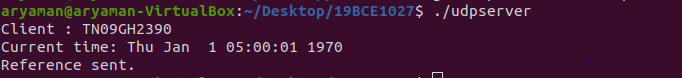 aryaman@aryaman-VirtualBox:~/Desktop/19BCE1027$ ./udpserver
Client : TN09GH2390
Current time: Thu Jan  1 05:00:01 1970
Reference sent.